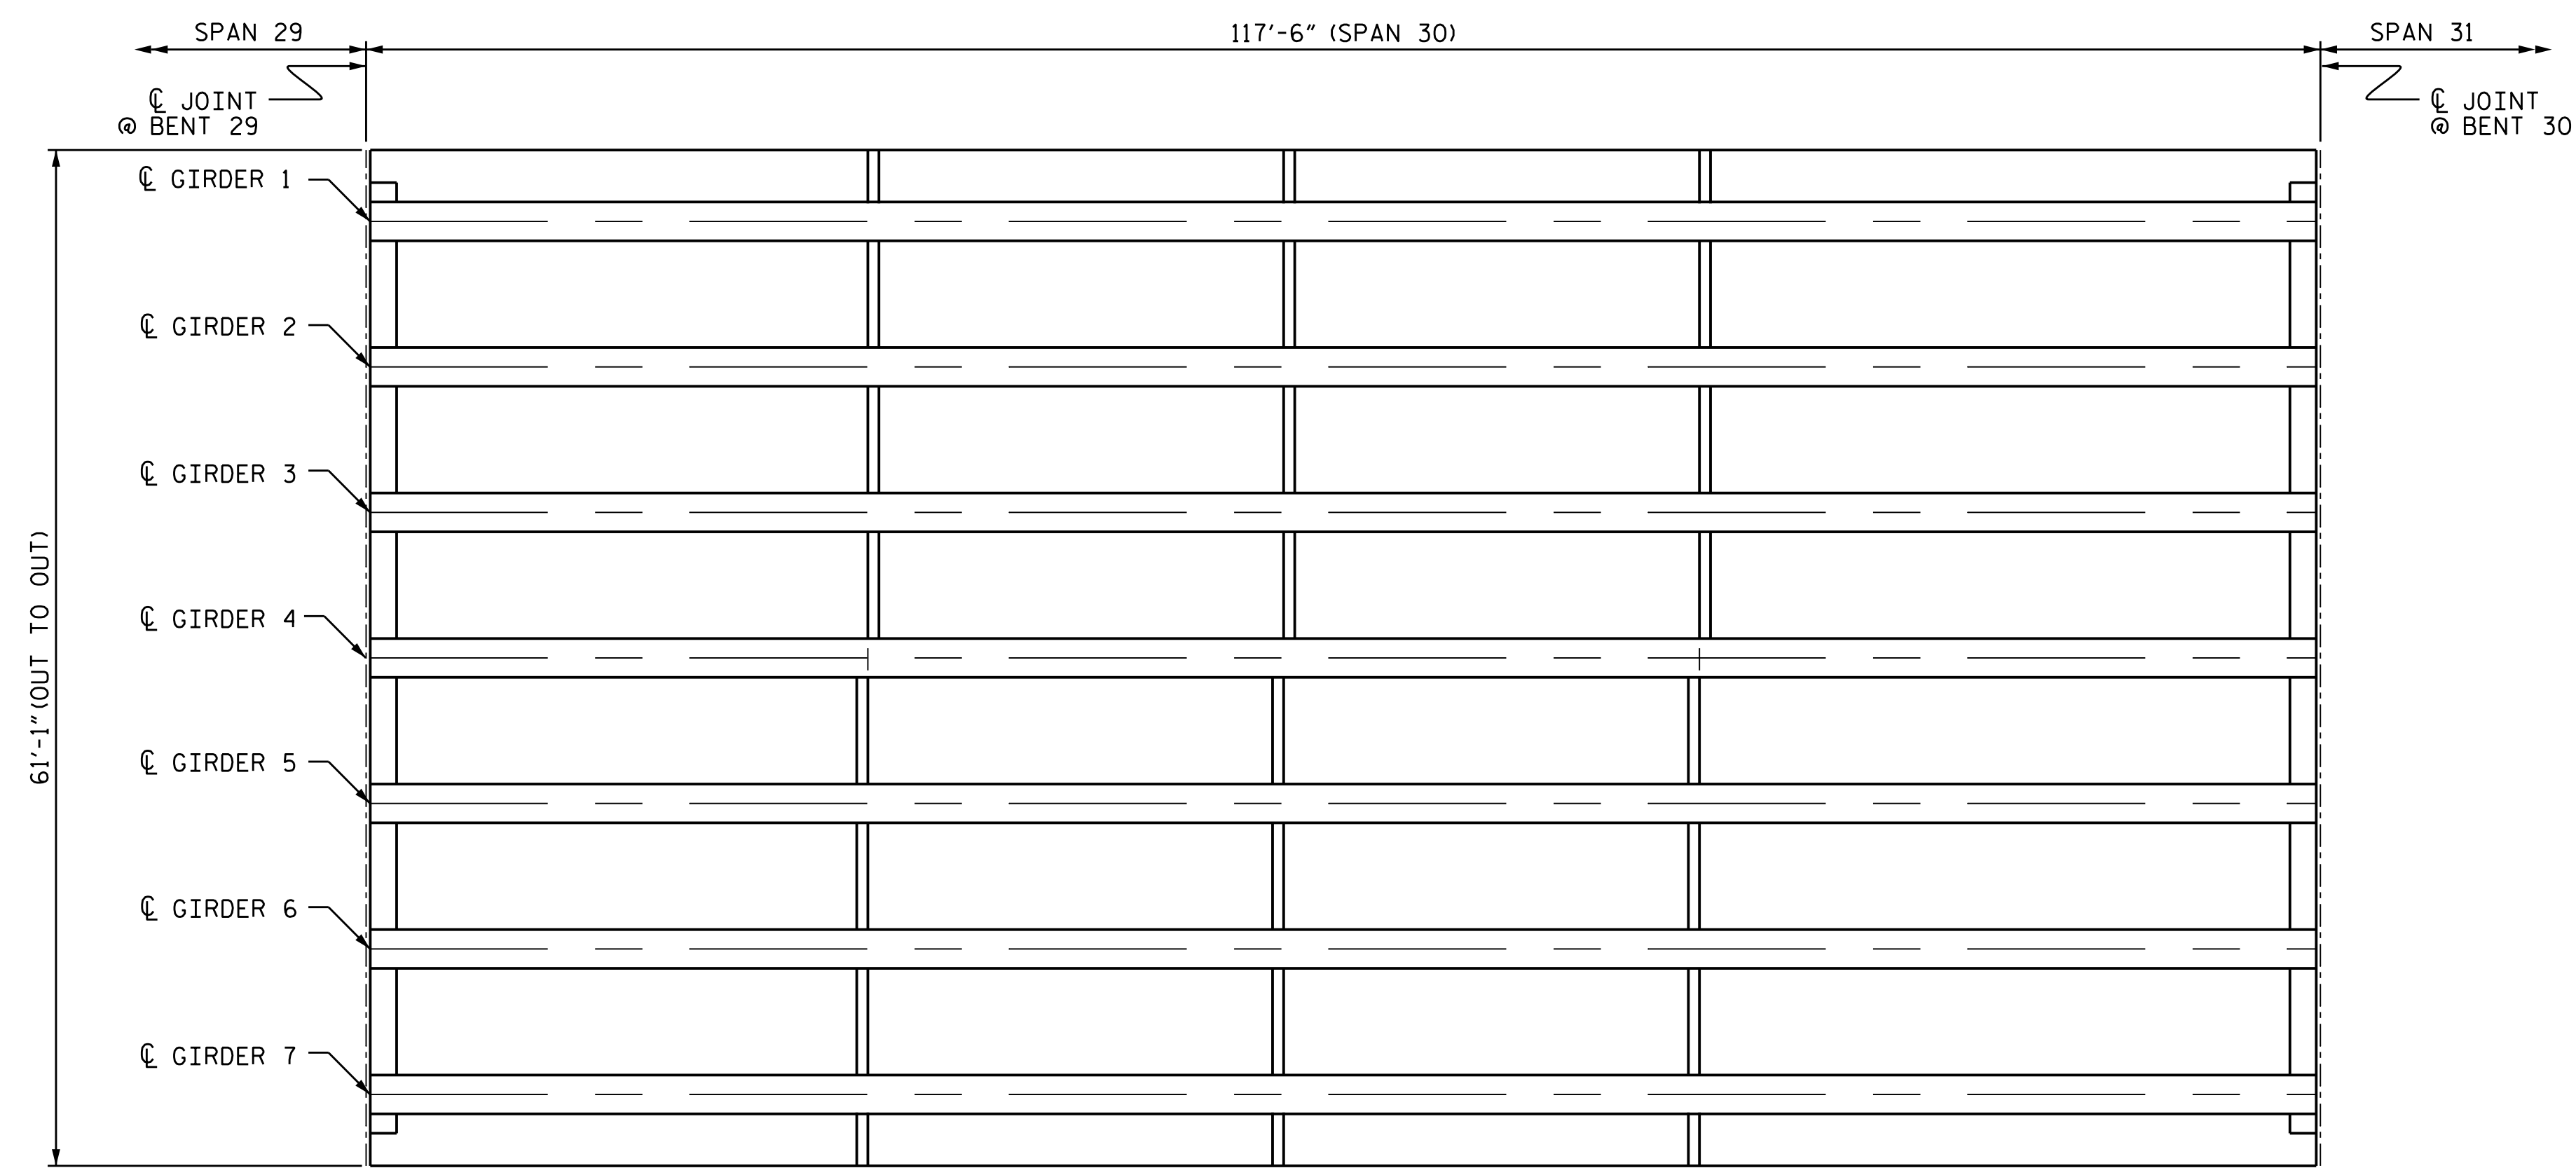 SPAN 29
117'-6" (SPAN 30)
SPAN 31
℄ JOINT
@ BENT 29
℄ JOINT
@ BENT 30
℄ GIRDER 1
℄ GIRDER 2
℄ GIRDER 3
℄ GIRDER 4
℄ GIRDER 5
℄ GIRDER 6
℄ GIRDER 7
61'-1"(OUT TO OUT)